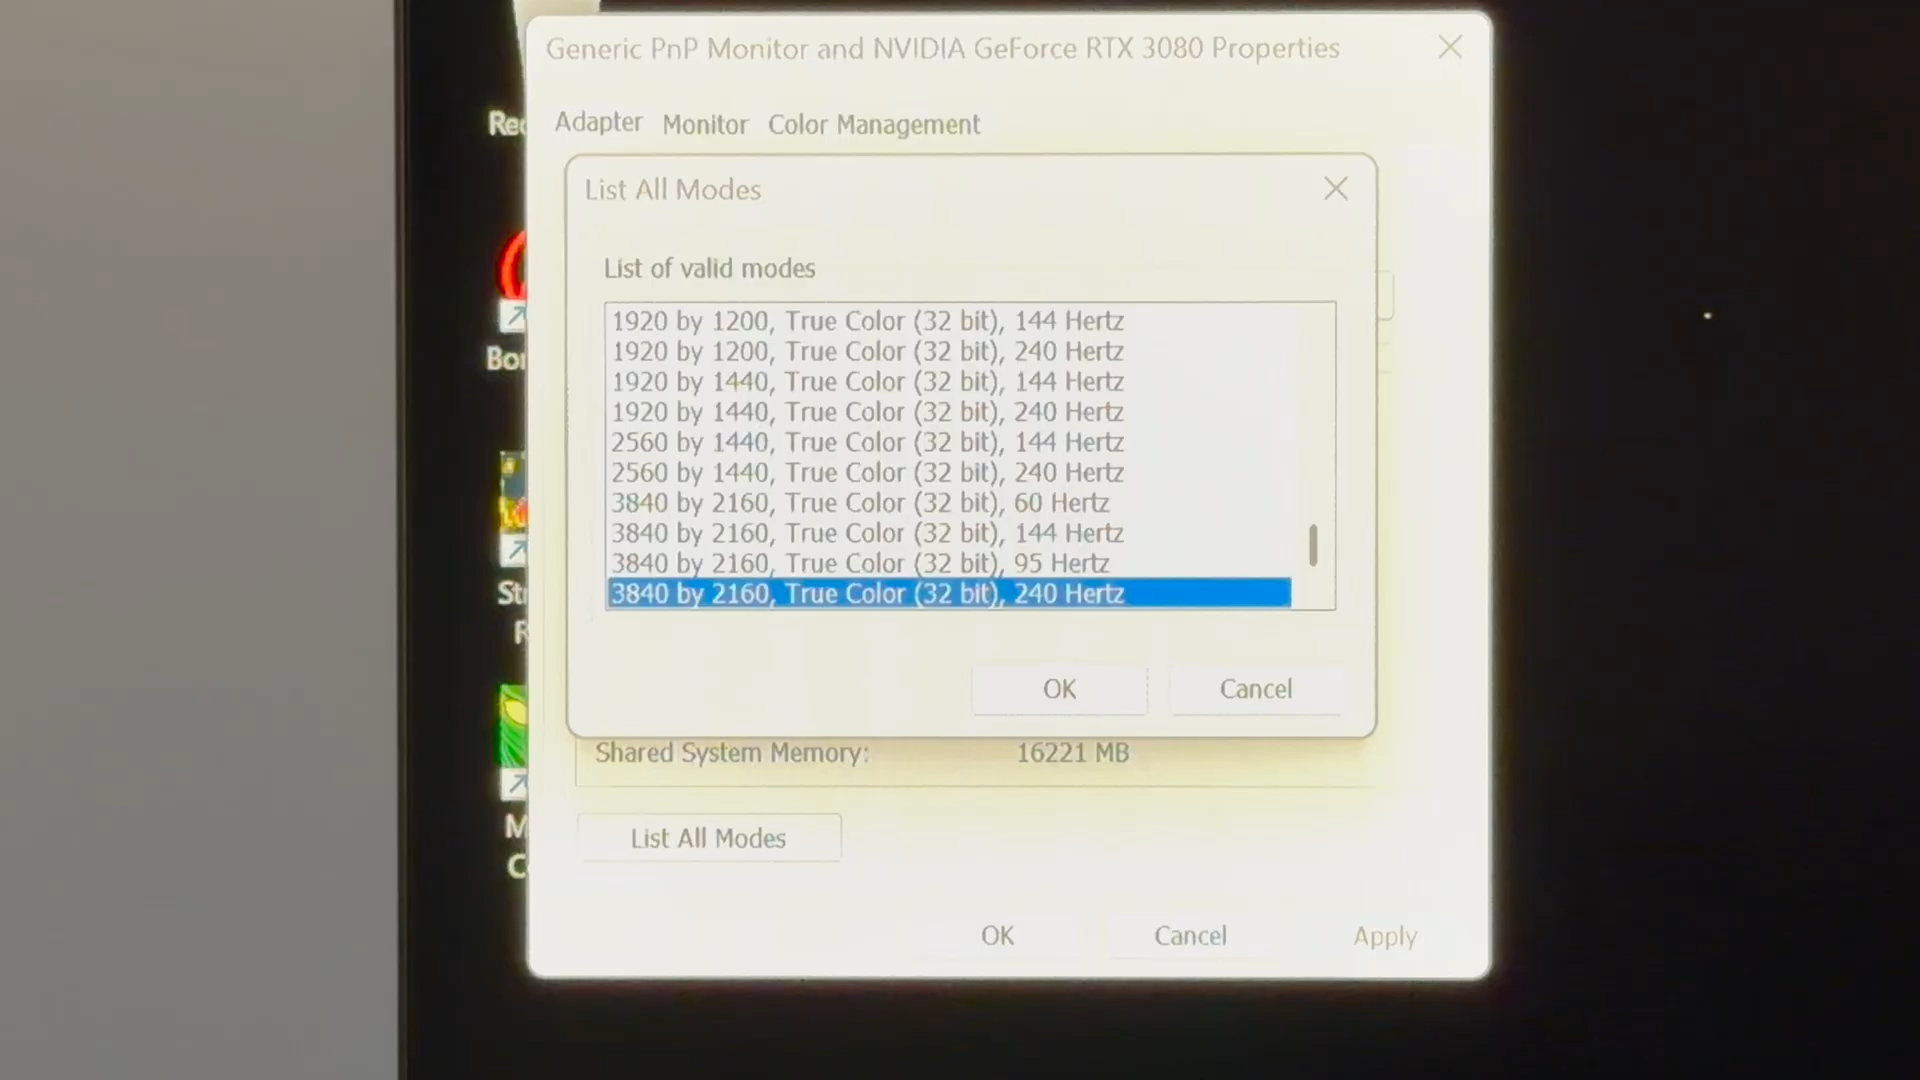 Generic PnP Monitor and NVIDIA GeForce RTX 3080 Properties
Adapter Monitor Color Management
List All Modes
List of valid modes
1920 by 1200, True Color (32 bit), 144 Hertz
1920 by 1200, True Color (32 bit), 240 Hertz
1920 by 1440, True Color (32 bit), 144 Hertz
1920 by 1440, True Color (32 bit), 240 Hertz
2560 by 1440, True Color (32 bit), 144 Hertz
2560 by 1440, True Color (32 bit), 240 Hertz
3840 by 2160, True Color (32 bit), 60 Hertz
3840 by 2160, True Color (32 bit), 144 Hertz
3840 by 2160, True Color (32 bit), 95 Hertz
3840 by 2160, True Color (32 bit), 240 Hertz
OK Cancel
Shared System Memory: 16221 MB
List All Modes
OK Cancel Apply